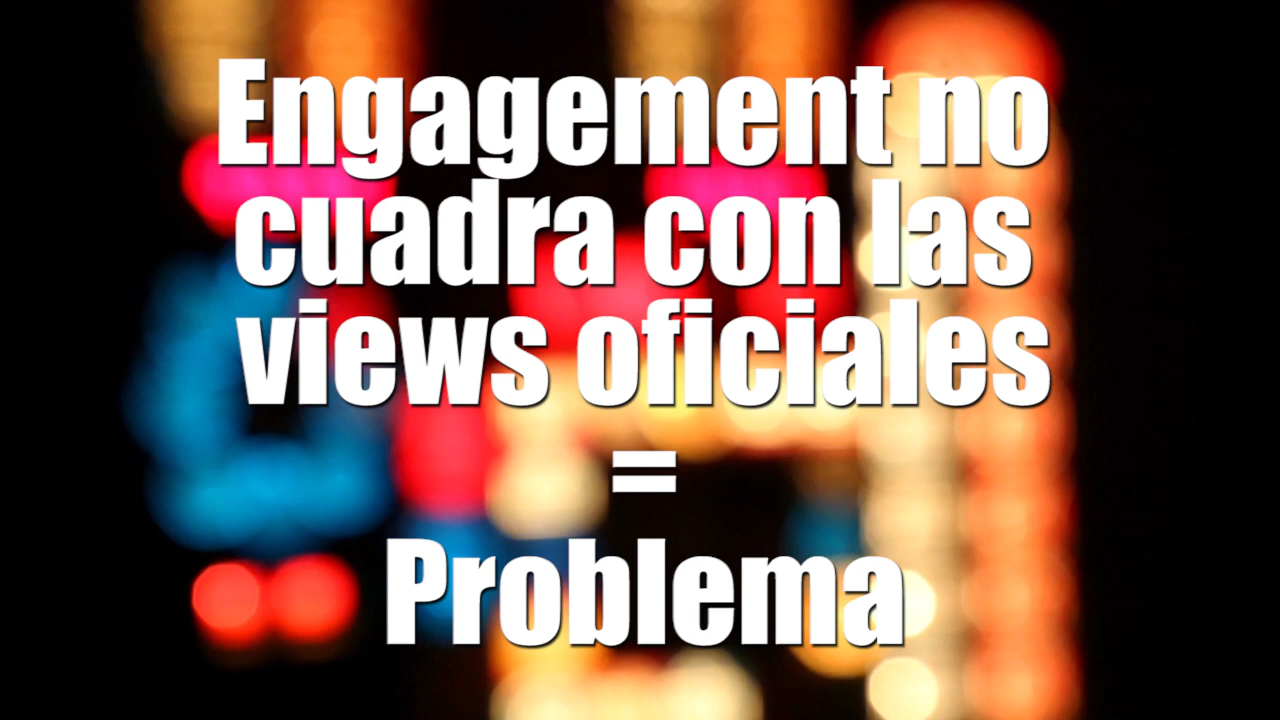 Engagement no
cuadra con las
views oficiales
=
Problema